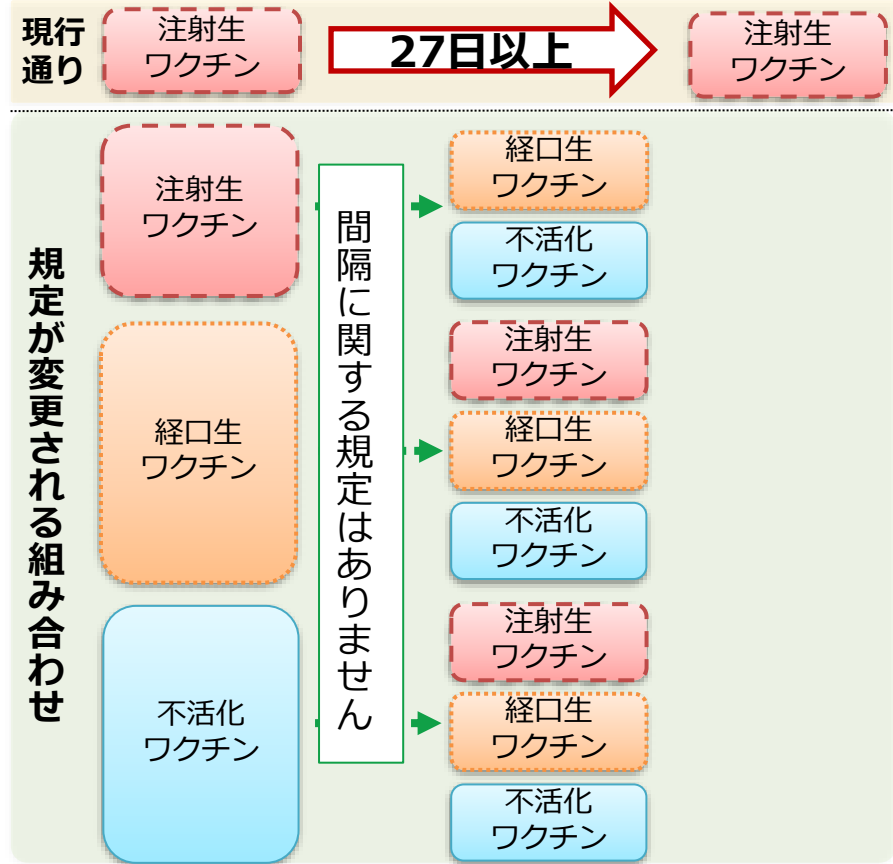 現行
通り
注射生
ワクチン
27日以上
注射生
ワクチン
規定が変更される組み合わせ
注射生
ワクチン
間隔に関する規定はありません
経口生
ワクチン
不活化
ワクチン
経口生
ワクチン
注射生
ワクチン
経口生
ワクチン
不活化
ワクチン
不活化
ワクチン
注射生
ワクチン
経口生
ワクチン
不活化
ワクチン